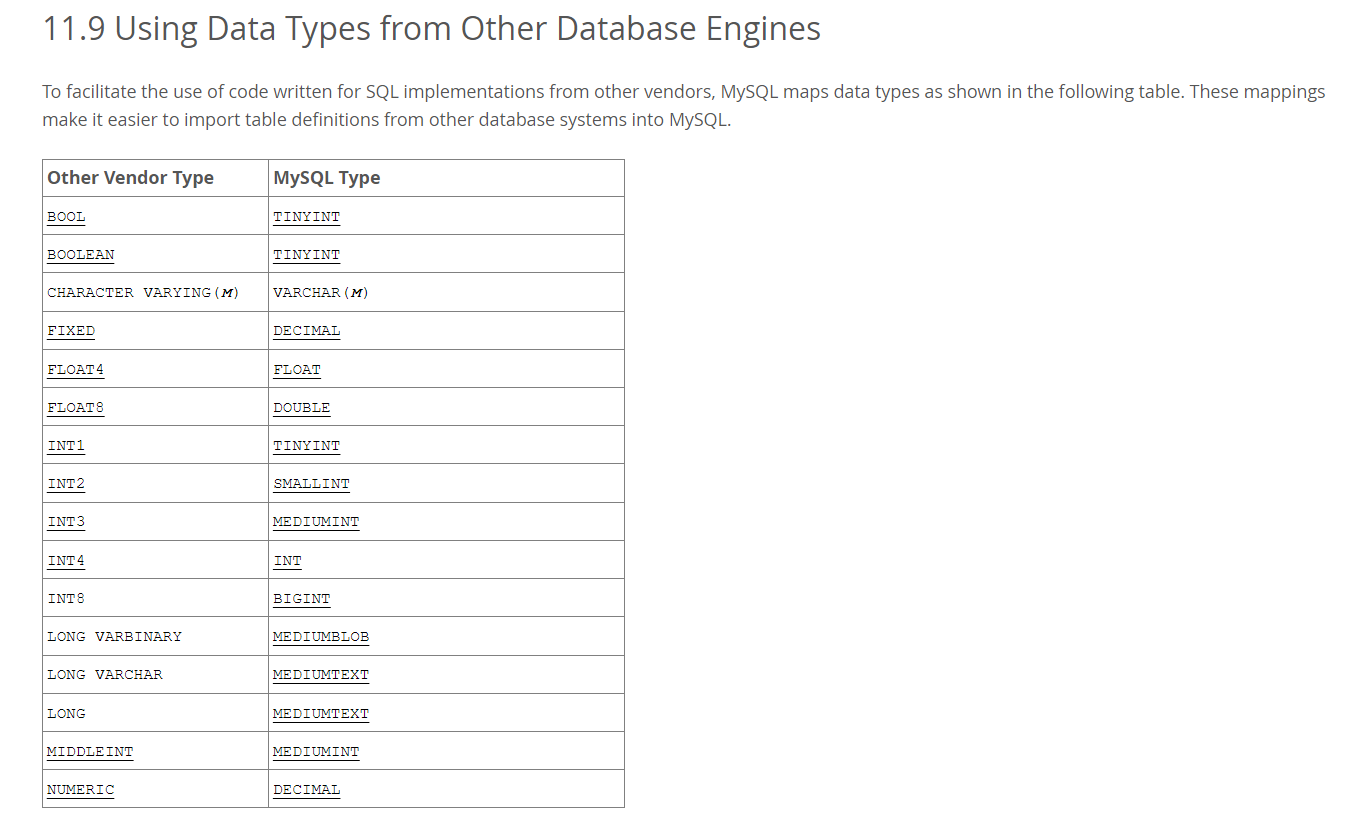 11.9 Using Data Types from Other Database Engines
To facilitate the use of code written for SQL implementations from other vendors, MySQL maps data types as shown in the following table. These mappings
make it easier to import table definitions from other database systems into MySQL.
Other Vendor Type MySQL Type
BOOL TINYINT
BOOLEAN TINYINT
CHARACTER VARYING(M) VARCHAR(M)
FIXED DECIMAL
FLOAT4 FLOAT
FLOAT8 DOUBLE
INT1 TINYINT
INT2 SMALLINT
INT3 MEDIUMINT
INT4 INT
INT8 BIGINT
LONG VARBINARY MEDIUMBLOB
LONG VARCHAR MEDIUMTEXT
LONG MEDIUMTEXT
MIDDLEINT MEDIUMINT
NUMERIC DECIMAL